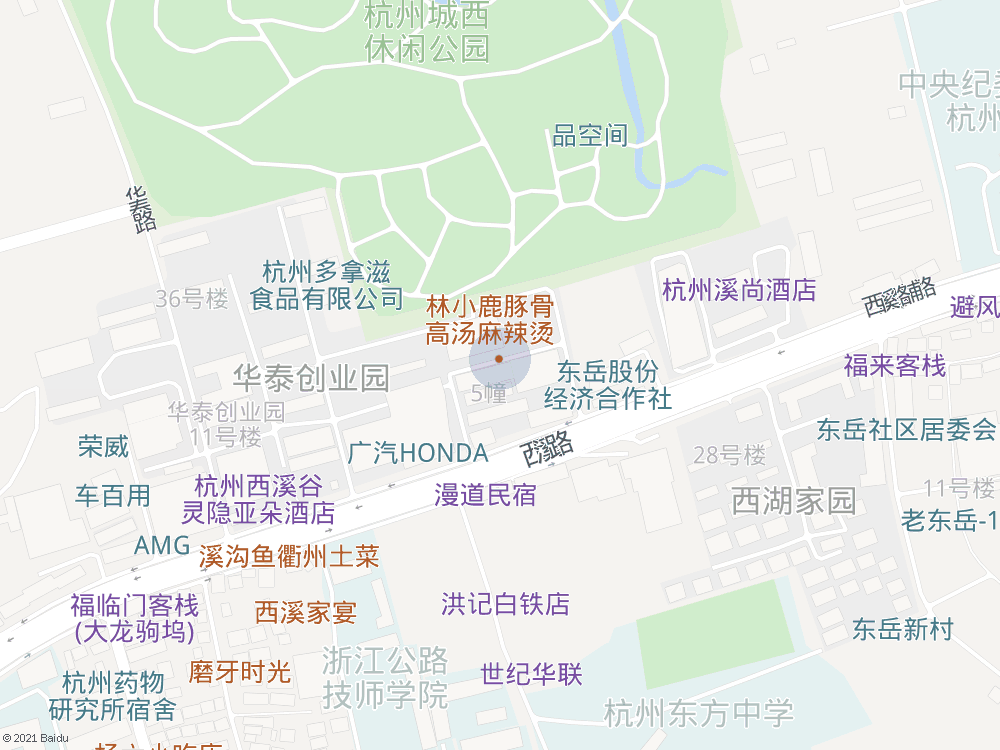 杭州城西
休闲公园
中央纪委
杭州
品空间
华泰路
36号楼
杭州多拿滋
食品有限公司
林小鹿豚骨
高汤麻辣烫
杭州溪尚酒店
西溪路辅路
避风
华泰创业园
5幢
东岳股份
经济合作社
福来客栈
华泰创业园
11号楼
荣威
广汽HONDA
西溪路
28号楼
东岳社区居委会
车百用
杭州西溪谷
灵隐亚朵酒店
漫道民宿
西湖家园
11号楼
老东岳-1
AMG
溪沟鱼衢州土菜
福临门客栈
(大龙驹坞)
西溪家宴
洪记白铁店
东岳新村
杭州药物
研究所宿舍
磨牙时光
浙江公路
技师学院
世纪华联
杭州东方中学
© 2021 Baidu